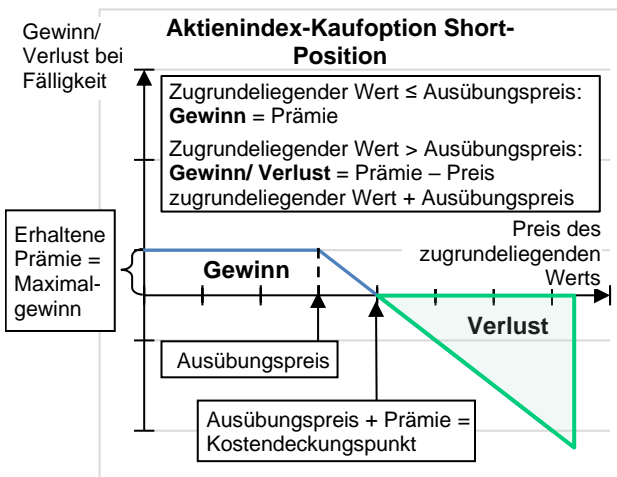 Gewinn/
Verlust bei
Fälligkeit
Aktienindex-Kaufoption Short-
Position
Zugrundeliegender Wert ≤ Ausübungspreis:
Gewinn = Prämie
Zugrundeliegender Wert > Ausübungspreis:
Gewinn/ Verlust = Prämie – Preis
zugrundeliegender Wert + Ausübungspreis
Erhaltene
Prämie =
Maximal-
gewinn
Gewinn
Preis des
zugrundeliegenden
Werts
Verlust
Ausübungspreis
Ausübungspreis + Prämie =
Kostendeckungspunkt